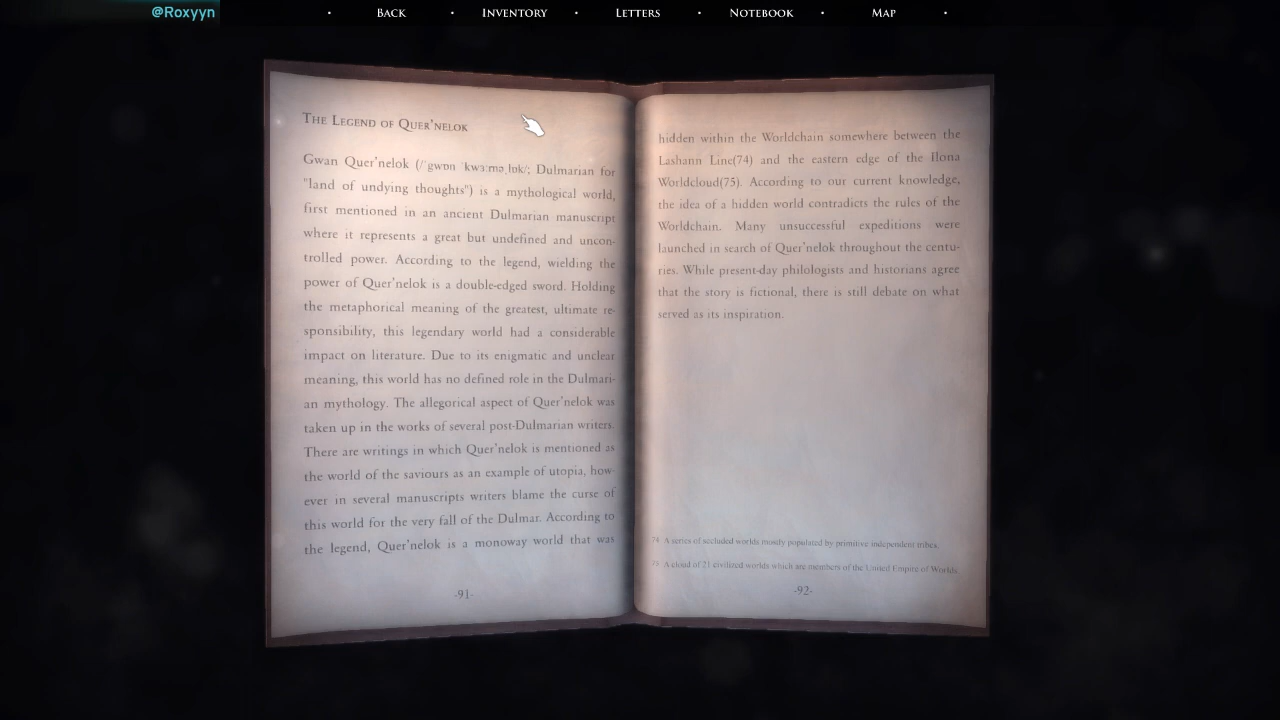 @Roxyyn
· BACK · INVENTORY · LETTERS · NOTEBOOK · MAP ·
THE LEGEND OF QUER'NELOK
Gwan Quer'nelok (/ˈgwɒn ˈkwɜːməˌlɒk/; Dulmarian for
"land of undying thoughts") is a mythological world,
first mentioned in an ancient Dulmarian manuscript
where it represents a great but undefined and uncon-
trolled power. According to the legend, wielding the
power of Quer'nelok is a double-edged sword. Holding
the metaphorical meaning of the greatest, ultimate re-
sponsibility, this legendary world had a considerable
impact on literature. Due to its enigmatic and unclear
meaning, this world has no defined role in the Dulmari-
an mythology. The allegorical aspect of Quer'nelok was
taken up in the works of several post-Dulmarian writers.
There are writings in which Quer'nelok is mentioned as
the world of the saviours as an example of utopia, how-
ever in several manuscripts writers blame the curse of
this world for the very fall of the Dulmar. According to
the legend, Quer'nelok is a monoway world that was
-91-
hidden within the Worldchain somewhere between the
Lashann Line(74) and the eastern edge of the Ilona
Worldcloud(75). According to our current knowledge,
the idea of a hidden world contradicts the rules of the
Worldchain. Many unsuccessful expeditions were
launched in search of Quer'nelok throughout the centu-
ries. While present-day philologists and historians agree
that the story is fictional, there is still debate on what
served as its inspiration.
74 A series of secluded worlds mostly populated by primitive independent tribes.
75 A cloud of 21 civilized worlds which are members of the United Empire of Worlds.
-92-